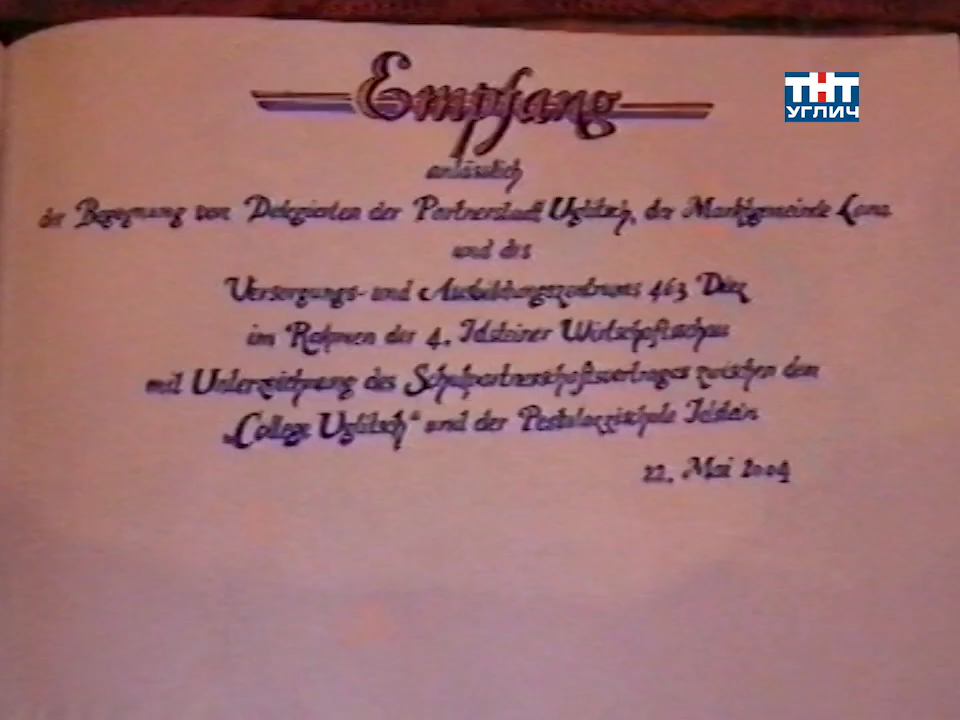 Empfang
ТНТ
УГЛИЧ
anlässlich
der Begegnung von Delegierten der Partnerstadt Uglitsch, der Marktgemeinde Lana
und des
Versorgungs- und Ausbildungszentrums 463 Diez
im Rahmen der 4. Idsteiner Wirtschaftsschau
mit Unterzeichnung des Schulpartnerschaftsvertrages zwischen dem
„College Uglitsch" und der Pestalozzischule Idstein
22. Mai 2004